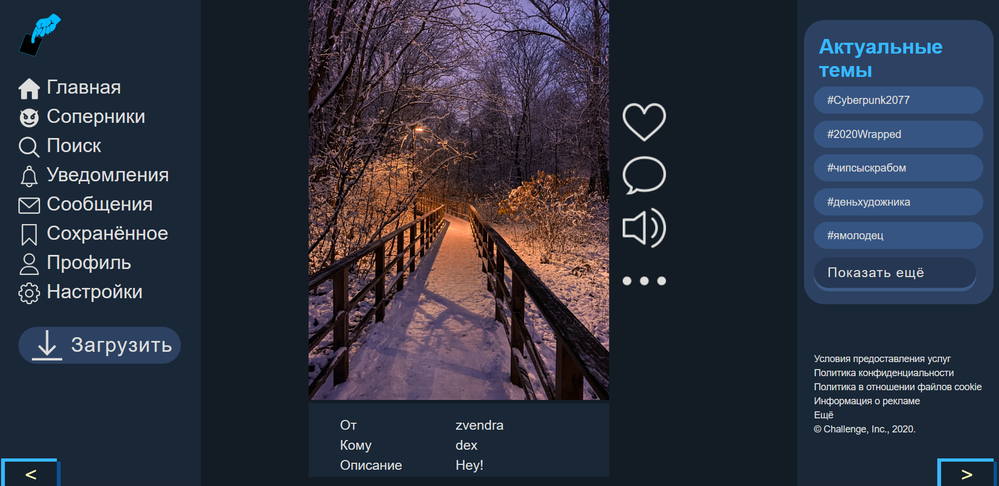 Главная
Соперники
Поиск
Уведомления
Сообщения
Сохранённое
Профиль
Настройки
Загрузить
<
От zvendra
Кому dex
Описание Hey!
Актуальные
темы
#Cyberpunk2077
#2020Wrapped
#чипсыскрабом
#деньхудожника
#ямолодец
Показать ещё
Условия предоставления услуг
Политика конфиденциальности
Политика в отношении файлов cookie
Информация о рекламе
Ещё
© Challenge, Inc., 2020.
>